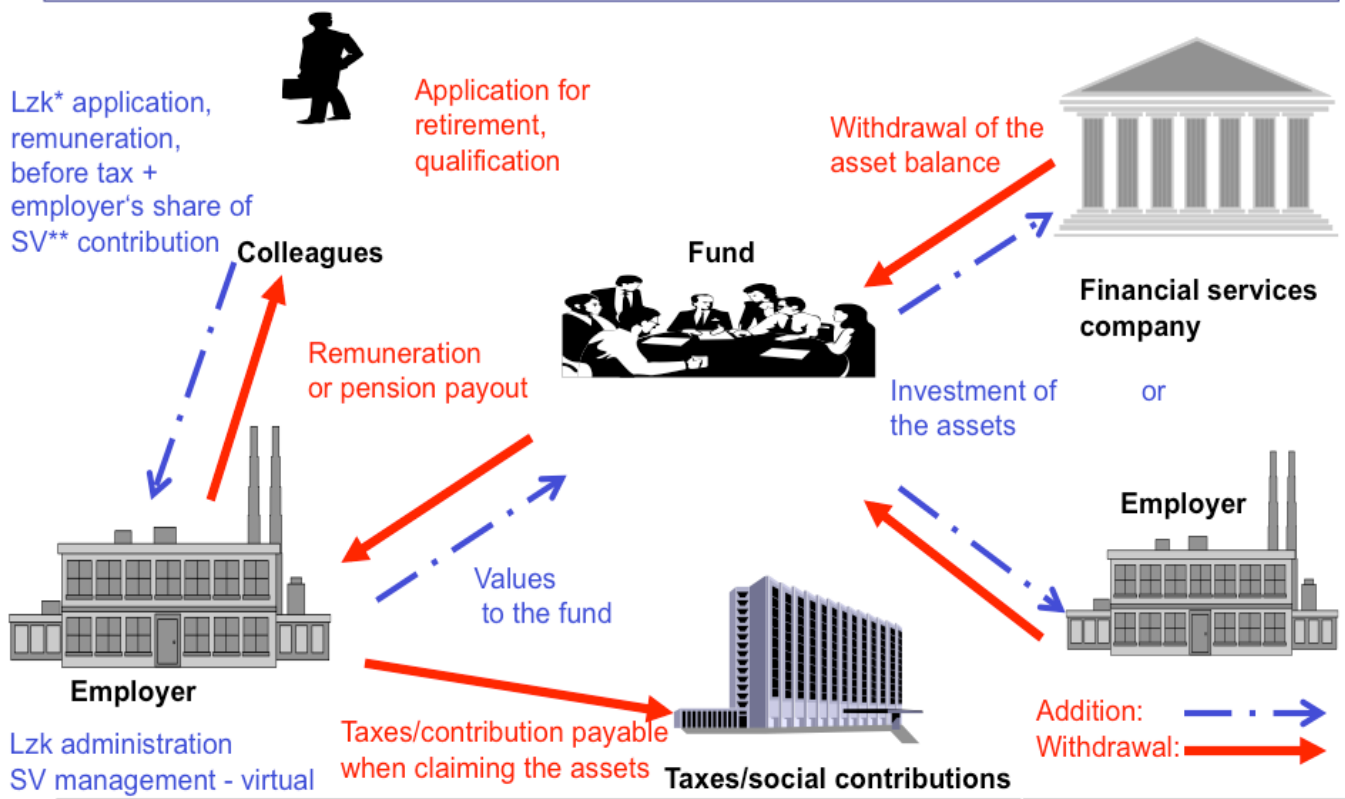 Lzk* application,
remuneration,
before tax +
employer‘s share of
SV** contribution
Application for
retirement,
qualification
Withdrawal of the
asset balance
Colleagues
Fund
Financial services
company
Remuneration
or pension payout
Investment of
the assets
or
Employer
Values
to the fund
Employer
Lzk administration
SV management - virtual
Taxes/contribution payable
when claiming the assets
Taxes/social contributions
Addition:
Withdrawal: